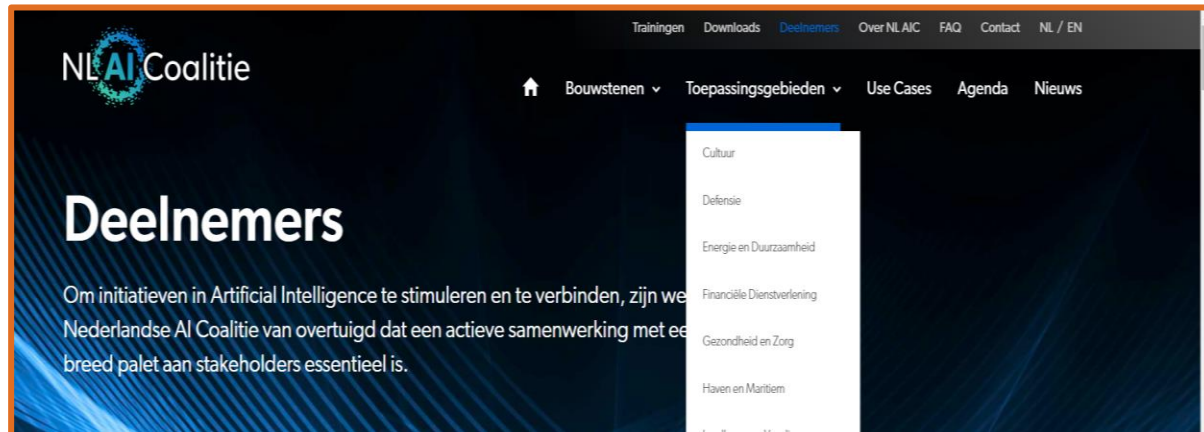 Trainingen Downloads Deelnemers Over NL AIC FAQ Contact NL / EN
NL AI Coalitie
Bouwstenen Toepassingsgebieden Use Cases Agenda Nieuws
Cultuur
Defensie
Energie en Duurzaamheid
Financiële Dienstverlening
Gezondheid en Zorg
Haven en Maritiem
Deelnemers
Om initiatieven in Artificial Intelligence te stimuleren en te verbinden, zijn we
Nederlandse AI Coalitie van overtuigd dat een actieve samenwerking met ee
breed palet aan stakeholders essentieel is.